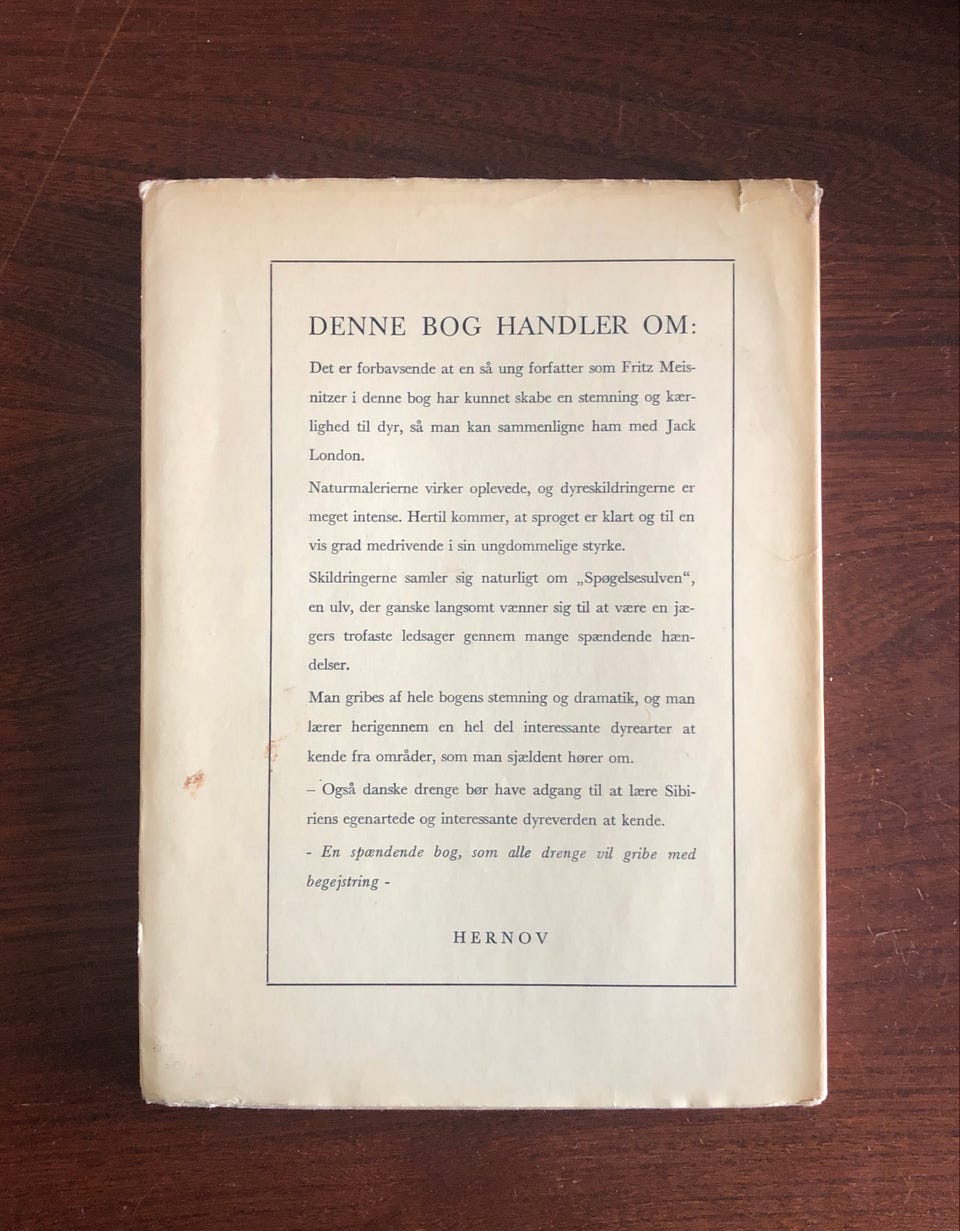 DENNE BOG HANDLER OM:
Det er forbavsende at en så ung forfatter som Fritz Meis-
nitzer i denne bog har kunnet skabe en stemning og kær-
lighed til dyr, så man kan sammenligne ham med Jack
London.
Naturmalerierne virker oplevede, og dyreskildringerne er
meget intense. Hertil kommer, at sproget er klart og til en
vis grad medrivende i sin ungdommelige styrke.
Skildringerne samler sig naturligt om „Spøgelsesulven“,
en ulv, der ganske langsomt vænner sig til at være en jæ-
gers trofaste ledsager gennem mange spændende hæn-
delser.
Man gribes af hele bogens stemning og dramatik, og man
lærer herigennem en hel del interessante dyrearter at
kende fra områder, som man sjældent hører om.
– Også danske drenge bør have adgang til at lære Sibi-
riens egenartede og interessante dyreverden at kende.
- En spændende bog, som alle drenge vil gribe med
begejstring -
HERNOV